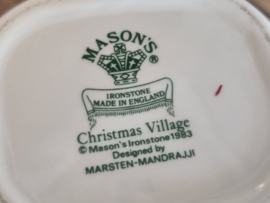 MASON'S®
IRONSTONE
MADE IN ENGLAND
Christmas Village
© Mason's Ironstone 1983
Designed by
MARSTEN-MANDRAJJI